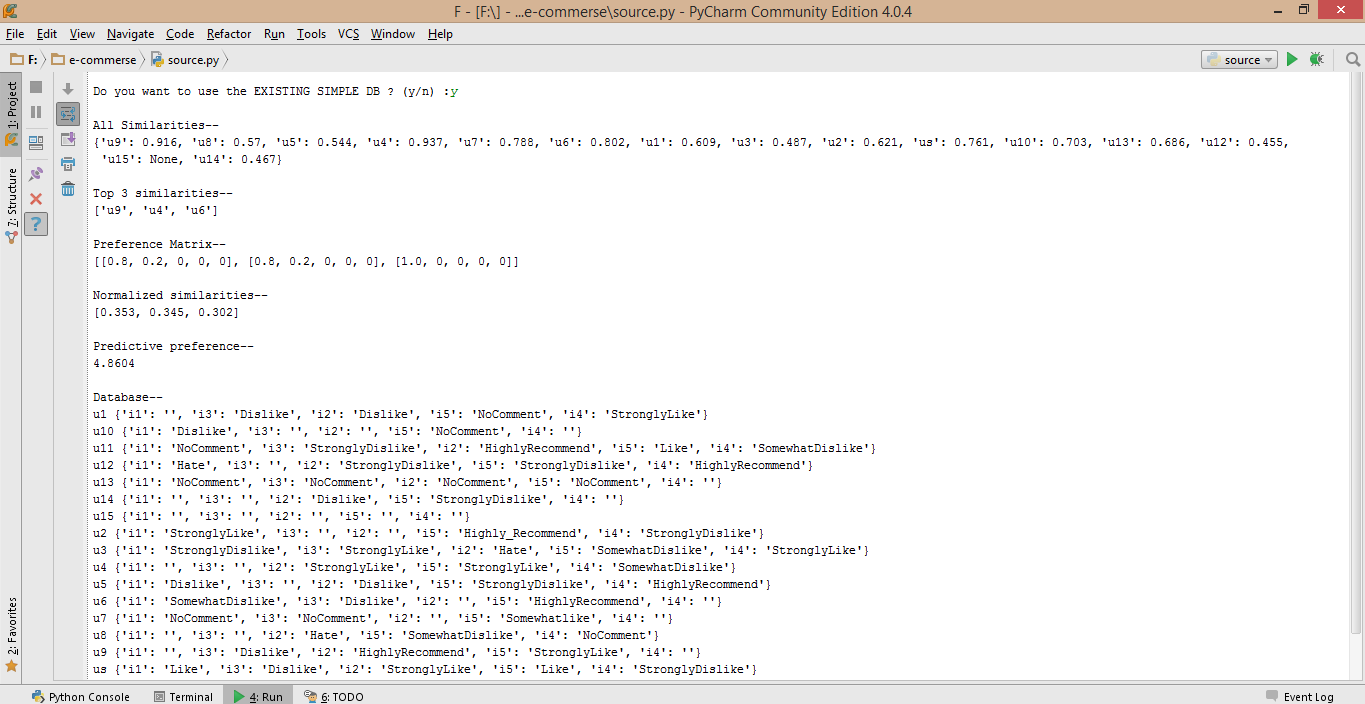 F - [F:\] - ...e-commerse\source.py - PyCharm Community Edition 4.0.4
File Edit View Navigate Code Refactor Run Tools VCS Window Help
F: e-commerse source.py source
1: Project
7: Structure
2: Favorites
Do you want to use the EXISTING SIMPLE DB ? (y/n) :y
All Similarities--
{'u9': 0.916, 'u8': 0.57, 'u5': 0.544, 'u4': 0.937, 'u7': 0.788, 'u6': 0.802, 'u1': 0.609, 'u3': 0.487, 'u2': 0.621, 'us': 0.761, 'u10': 0.703, 'u13': 0.686, 'u12': 0.455,
'u15': None, 'u14': 0.467}
Top 3 similarities--
['u9', 'u4', 'u6']
Preference Matrix--
[[0.8, 0.2, 0, 0, 0], [0.8, 0.2, 0, 0, 0], [1.0, 0, 0, 0, 0]]
Normalized similarities--
[0.353, 0.345, 0.302]
Predictive preference--
4.8604
Database--
u1 {'i1': '', 'i3': 'Dislike', 'i2': 'Dislike', 'i5': 'NoComment', 'i4': 'StronglyLike'}
u10 {'i1': 'Dislike', 'i3': '', 'i2': '', 'i5': 'NoComment', 'i4': ''}
u11 {'i1': 'NoComment', 'i3': 'StronglyDislike', 'i2': 'HighlyRecommend', 'i5': 'Like', 'i4': 'SomewhatDislike'}
u12 {'i1': 'Hate', 'i3': '', 'i2': 'StronglyDislike', 'i5': 'StronglyDislike', 'i4': 'HighlyRecommend'}
u13 {'i1': 'NoComment', 'i3': 'NoComment', 'i2': 'NoComment', 'i5': 'NoComment', 'i4': ''}
u14 {'i1': '', 'i3': '', 'i2': 'Dislike', 'i5': 'StronglyDislike', 'i4': ''}
u15 {'i1': '', 'i3': '', 'i2': '', 'i5': '', 'i4': ''}
u2 {'i1': 'StronglyLike', 'i3': '', 'i2': '', 'i5': 'Highly_Recommend', 'i4': 'StronglyDislike'}
u3 {'i1': 'StronglyDislike', 'i3': 'StronglyLike', 'i2': 'Hate', 'i5': 'SomewhatDislike', 'i4': 'StronglyLike'}
u4 {'i1': '', 'i3': '', 'i2': 'StronglyLike', 'i5': 'StronglyLike', 'i4': 'SomewhatDislike'}
u5 {'i1': 'Dislike', 'i3': '', 'i2': 'Dislike', 'i5': 'StronglyDislike', 'i4': 'HighlyRecommend'}
u6 {'i1': 'SomewhatDislike', 'i3': 'Dislike', 'i2': '', 'i5': 'HighlyRecommend', 'i4': ''}
u7 {'i1': 'NoComment', 'i3': 'NoComment', 'i2': '', 'i5': 'Somewhatlike', 'i4': ''}
u8 {'i1': '', 'i3': '', 'i2': 'Hate', 'i5': 'SomewhatDislike', 'i4': 'NoComment'}
u9 {'i1': '', 'i3': 'Dislike', 'i2': 'HighlyRecommend', 'i5': 'StronglyLike', 'i4': ''}
us {'i1': 'Like', 'i3': 'Dislike', 'i2': 'StronglyLike', 'i5': 'Like', 'i4': 'StronglyDislike'}
Python Console Terminal 4: Run 6: TODO Event Log